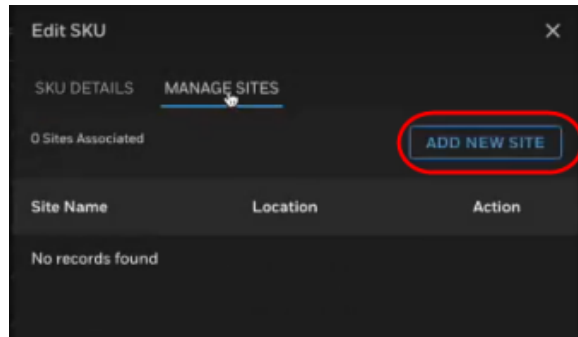 Edit SKU
SKU DETAILS MANAGE SITES
0 Sites Associated ADD NEW SITE
Site Name Location Action
No records found